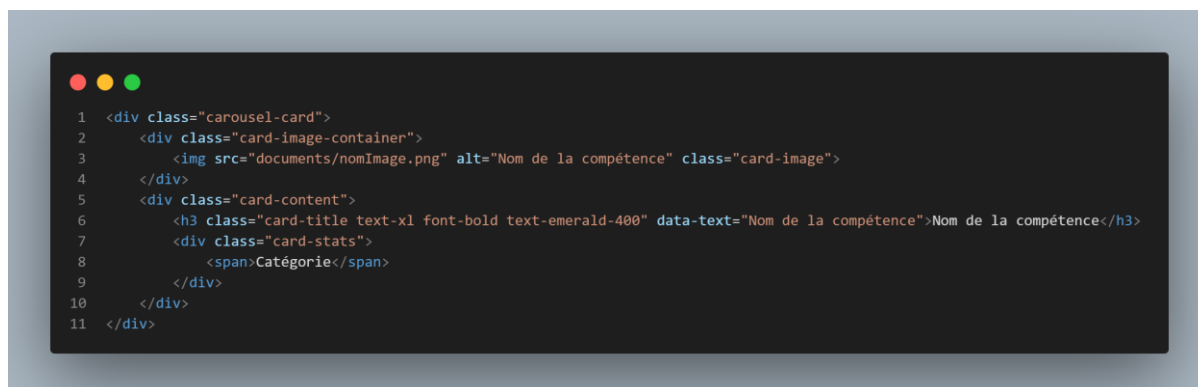 1 <div class="carousel-card">
2     <div class="card-image-container">
3         <img src="documents/nomImage.png" alt="Nom de la compétence" class="card-image">
4     </div>
5     <div class="card-content">
6         <h3 class="card-title text-xl font-bold text-emerald-400" data-text="Nom de la compétence">Nom de la compétence</h3>
7         <div class="card-stats">
8             <span>Catégorie</span>
9         </div>
10     </div>
11 </div>